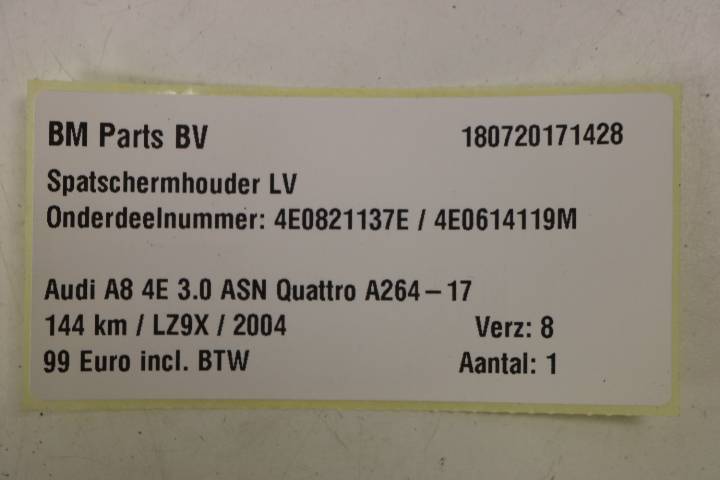 BM Parts BV 180720171428
Spatschermhouder LV
Onderdeelnummer: 4E0821137E / 4E0614119M
Audi A8 4E 3.0 ASN Quattro A264-17
144 km / LZ9X / 2004 Verz: 8
99 Euro incl. BTW Aantal: 1